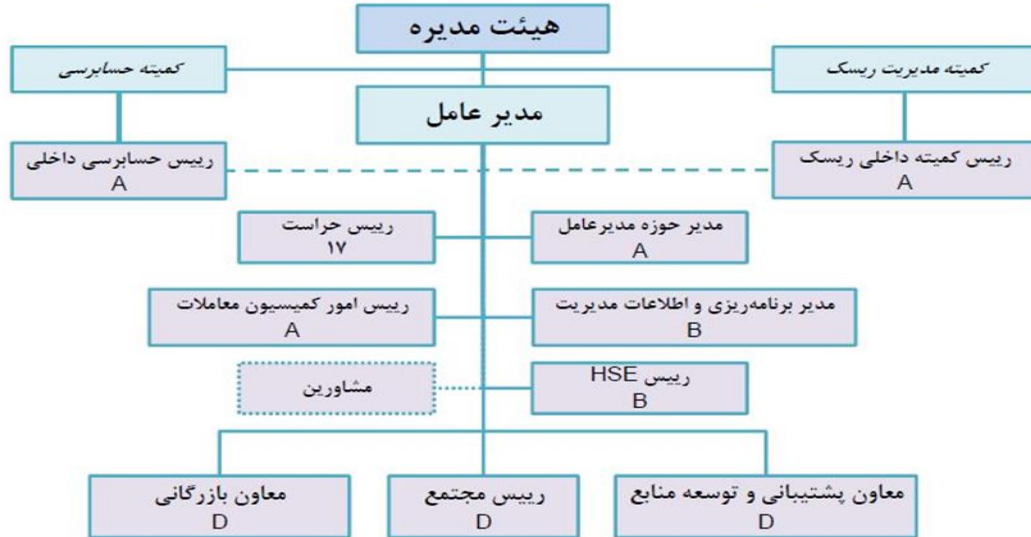 هیئت مدیره
کمیته مدیریت ریسک
کمیته حسابرسی
مدیر عامل
رییس کمیته داخلی ریسک
A
رییس حسابرسی داخلی
A
مدیر حوزه مدیرعامل
A
رییس حراست
۱۷
مدیر برنامه‌ریزی و اطلاعات مدیریت
B
رییس امور کمیسیون معاملات
A
رییس HSE
B
مشاورین
معاون پشتیبانی و توسعه منابع
D
رییس مجتمع
D
معاون بازرگانی
D